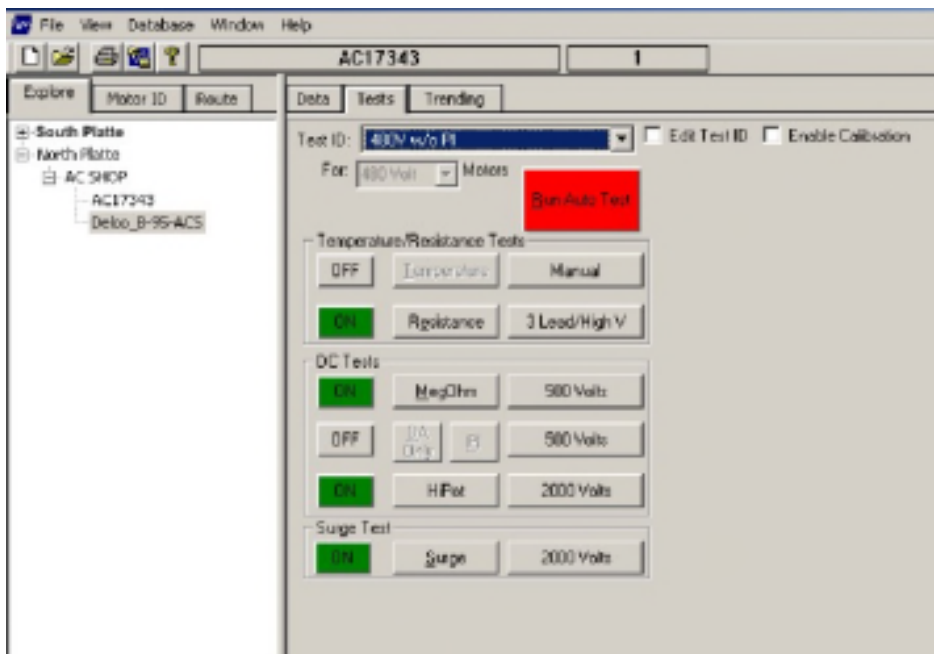 File View Database Window Help
AC17343 1
Explore Motor ID Route
South Platte
North Platte
AC SHOP
AC17343
Delco_B-95-ACS
Data Tests Trending
Test ID: 480V w/o PI Edit Test ID Enable Calibration
For: 480 Volt Motors
Run Auto Test
Temperature/Resistance Tests
OFF Temperature Manual
ON Resistance 3 Lead/High V
DC Tests
ON MegOhm 500 Volts
OFF DA Only PI 500 Volts
ON HiPot 2000 Volts
Surge Test
ON Surge 2000 Volts